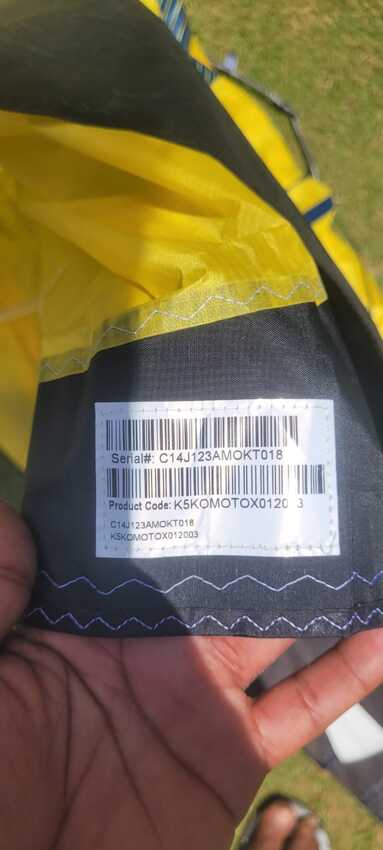 Serial#: C14J123AMOKT018
Product Code: K5KOMOTOX012003
C14J123AMOKT018
K5KOMOTOX012003